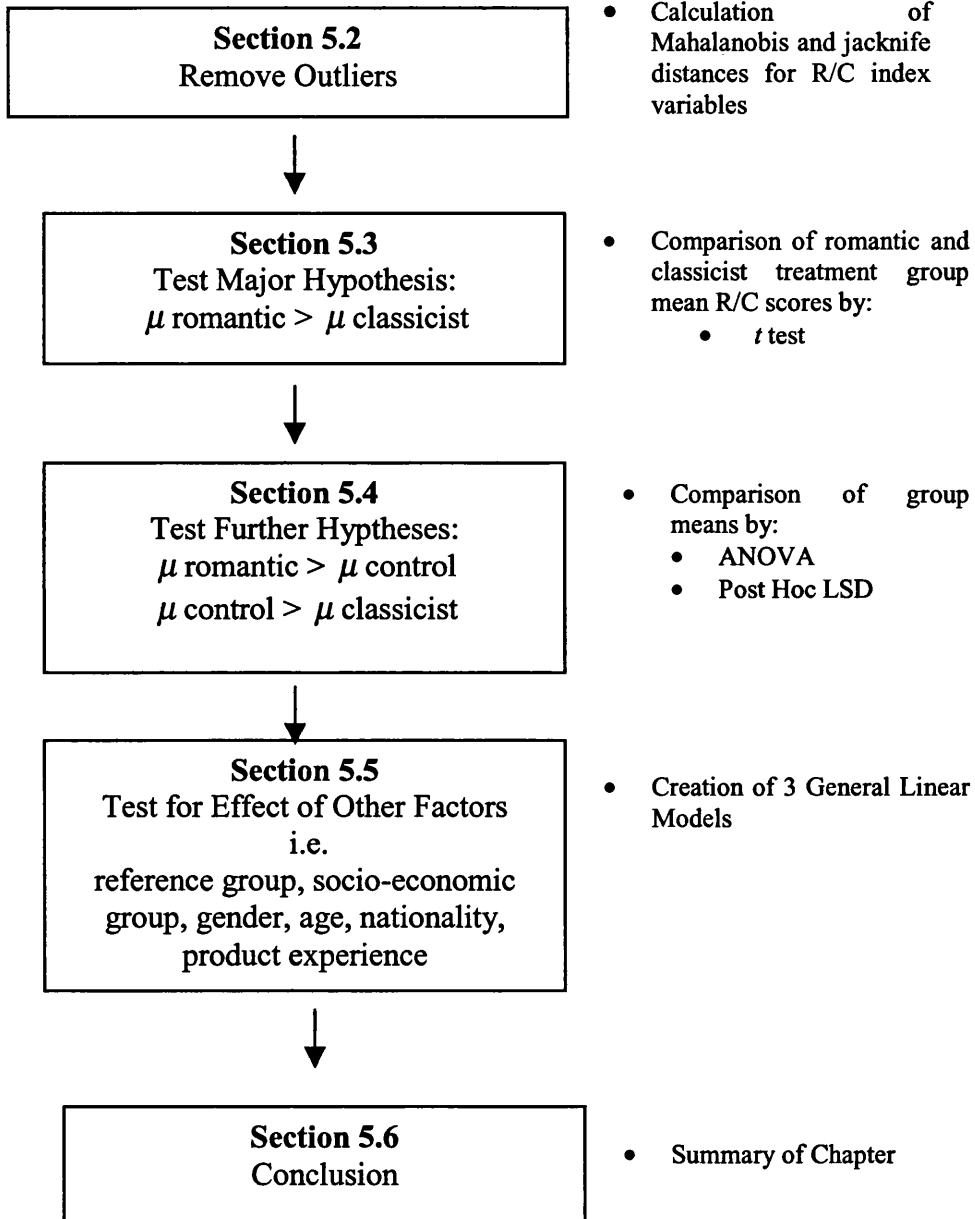 Section 5.2
Remove Outliers
• Calculation of
Mahalanobis and jacknife
distances for R/C index
variables
Section 5.3
Test Major Hypothesis:
μ romantic > μ classicist
• Comparison of romantic and
classicist treatment group
mean R/C scores by:
• t test
Section 5.4
Test Further Hyptheses:
μ romantic > μ control
μ control > μ classicist
• Comparison of group
means by:
• ANOVA
• Post Hoc LSD
Section 5.5
Test for Effect of Other Factors
i.e.
reference group, socio-economic
group, gender, age, nationality,
product experience
• Creation of 3 General Linear
Models
Section 5.6
Conclusion
• Summary of Chapter